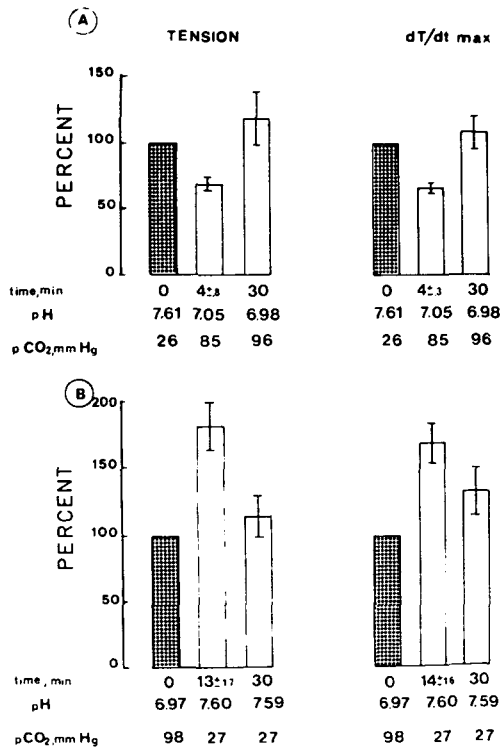 A
TENSION dT/dt max
PERCENT
150
100
50
0
time,min 0 4±.8 30 0 4±.3 30
pH 7.61 7.05 6.98 7.61 7.05 6.98
pCO2,mm Hg 26 85 96 26 85 96
B
PERCENT
200
150
100
50
0
time, min 0 13±1.7 30 0 14±1.6 30
pH 6.97 7.60 7.59 6.97 7.60 7.59
pCO2,mm Hg 98 27 27 98 27 27